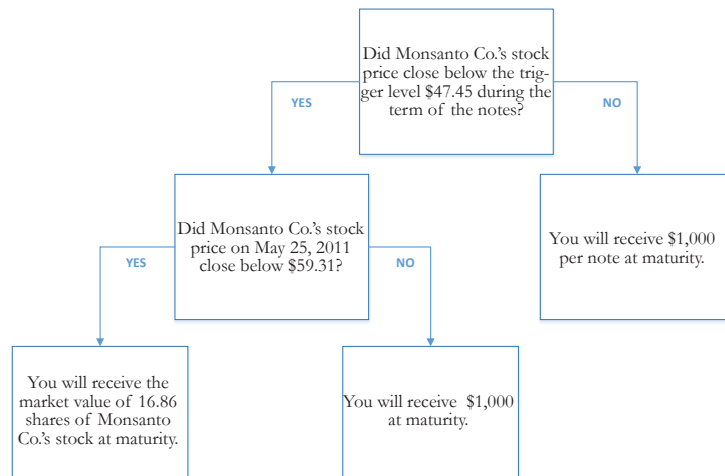 Did Monsanto Co.'s stock
price close below the trig-
ger level $47.45 during the
term of the notes?
YES
NO
Did Monsanto Co.'s stock
price on May 25, 2011
close below $59.31?
You will receive $1,000
per note at maturity.
YES
NO
You will receive the
market value of 16.86
shares of Monsanto
Co.'s stock at maturity.
You will receive $1,000
at maturity.